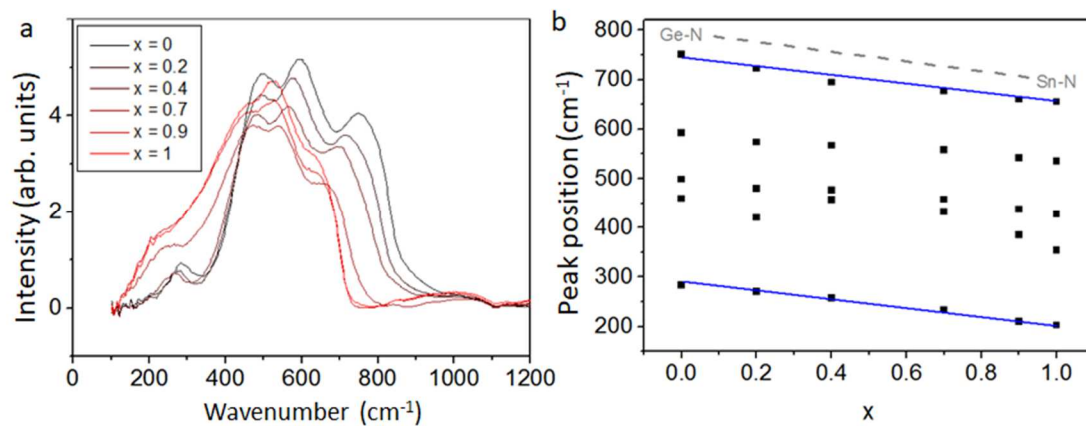 a
x = 0
x = 0.2
x = 0.4
x = 0.7
x = 0.9
x = 1
Intensity (arb. units)
4
2
0
0 200 400 600 800 1000 1200
Wavenumber (cm⁻¹)
b
Ge-N
Sn-N
Peak position (cm⁻¹)
800
700
600
500
400
300
200
0.0 0.2 0.4 0.6 0.8 1.0
x